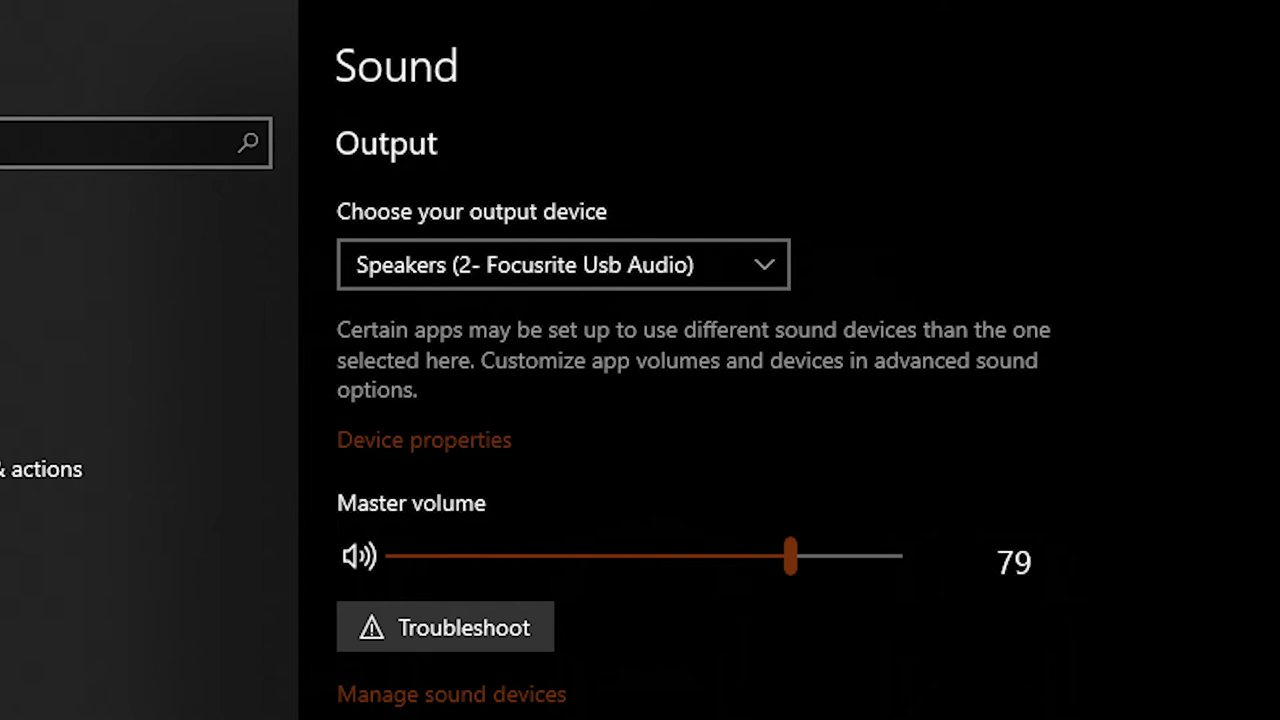 Sound
Output
Choose your output device
Speakers (2- Focusrite Usb Audio)
Certain apps may be set up to use different sound devices than the one
selected here. Customize app volumes and devices in advanced sound
options.
Device properties
& actions
Master volume
79
Troubleshoot
Manage sound devices